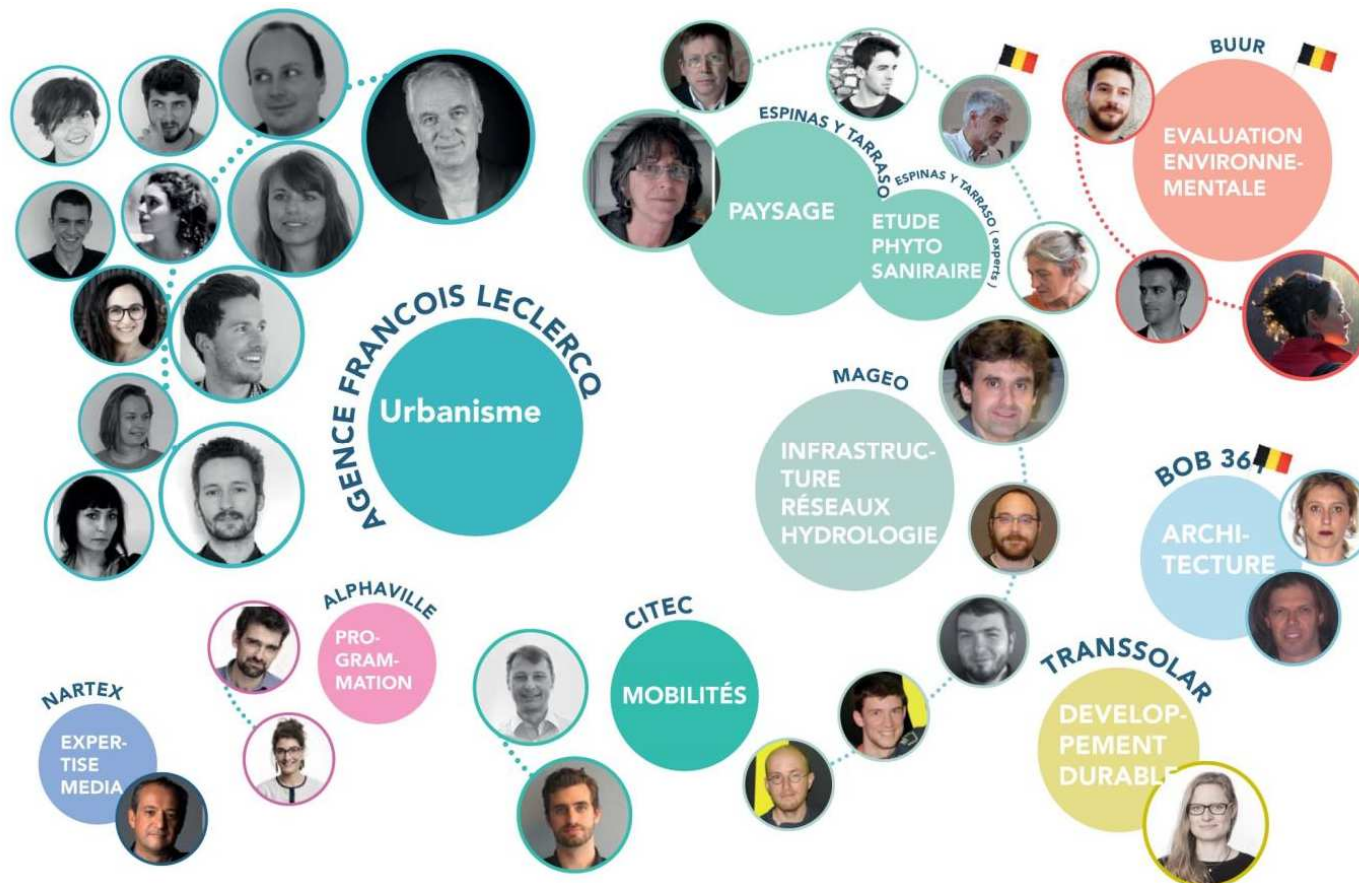 AGENCE FRANCOIS LECLERCQ
Urbanisme
ESPINAS Y TARRASO
PAYSAGE
ESPINAS Y TARRASO ( experts )
ETUDE
PHYTO
SANIRAIRE
BUUR
EVALUATION
ENVIRONNE-
MENTALE
MAGEO
INFRASTRUC-
TURE
RÉSEAUX
HYDROLOGIE
BOB 36
ARCHI-
TECTURE
ALPHAVILLE
PRO-
GRAM-
MATION
CITEC
MOBILITÉS
TRANSSOLAR
DEVELOP-
PEMENT
DURABLE
NARTEX
EXPER-
TISE
MEDIA